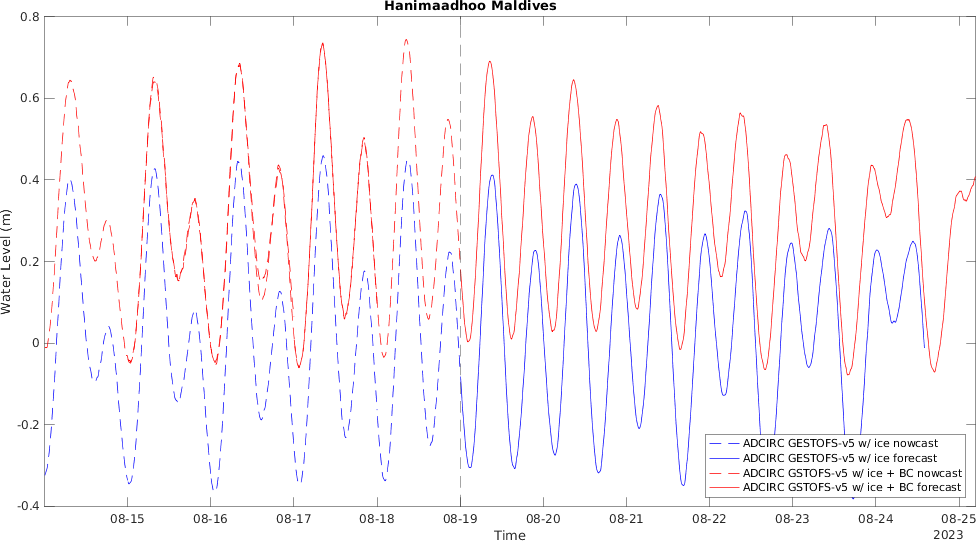 Hanimaadhoo Maldives
0.8
0.6
0.4
0.2
0
-0.2
-0.4
Water Level (m)
ADCIRC GESTOFS-v5 w/ ice nowcast
ADCIRC GESTOFS-v5 w/ ice forecast
ADCIRC GSTOFS-v5 w/ ice + BC nowcast
ADCIRC GSTOFS-v5 w/ ice + BC forecast
08-15 08-16 08-17 08-18 08-19 08-20 08-21 08-22 08-23 08-24 08-25
Time
2023